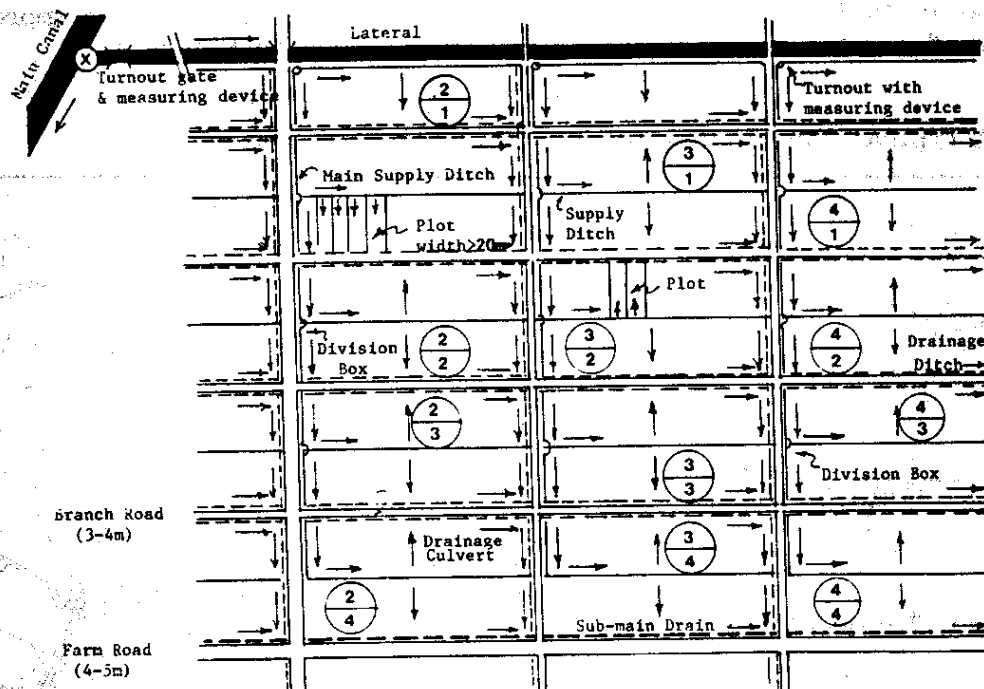 Main Canal
Lateral
X
Turnout gate
& measuring device
2
1
Turnout with
measuring device
3
1
Main Supply Ditch
Supply
Ditch
4
1
Plot
width>20m
Plot
Division
Box
2
2
3
2
4
2
Drainage
Ditch
2
3
4
3
3
3
Division Box
Branch Road
(3-4m)
Drainage
Culvert
3
4
2
4
4
4
Sub-main Drain
Farm Road
(4-5m)